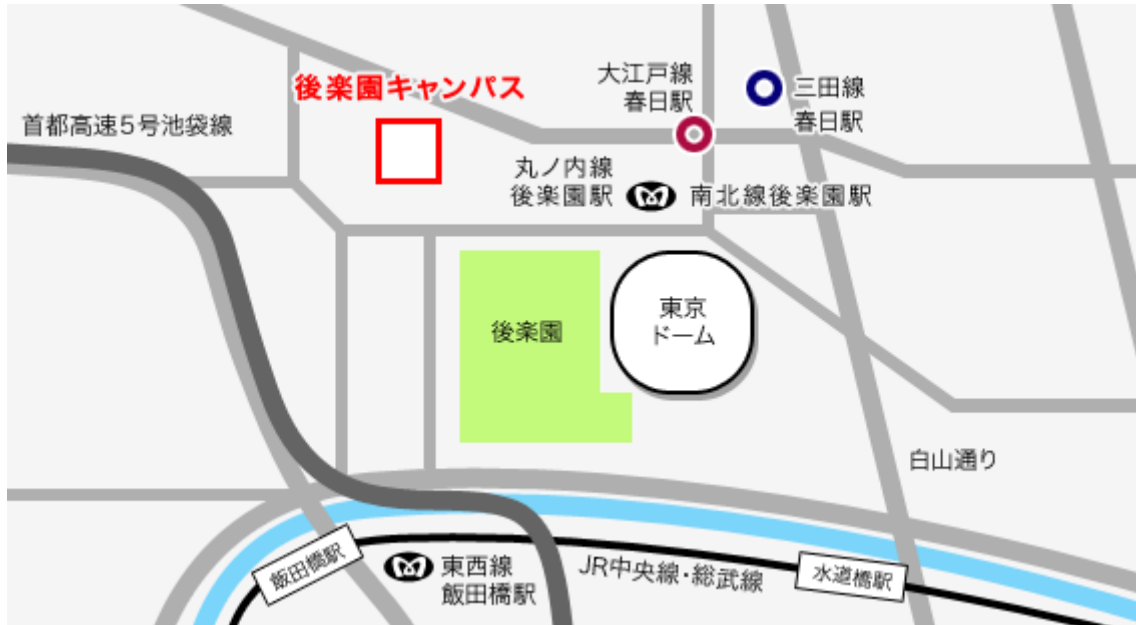 後楽園キャンパス
大江戸線
春日駅
三田線
春日駅
首都高速5号池袋線
丸ノ内線
後楽園駅
南北線後楽園駅
後楽園
東京
ドーム
白山通り
飯田橋駅
東西線
飯田橋駅
JR中央線・総武線
水道橋駅